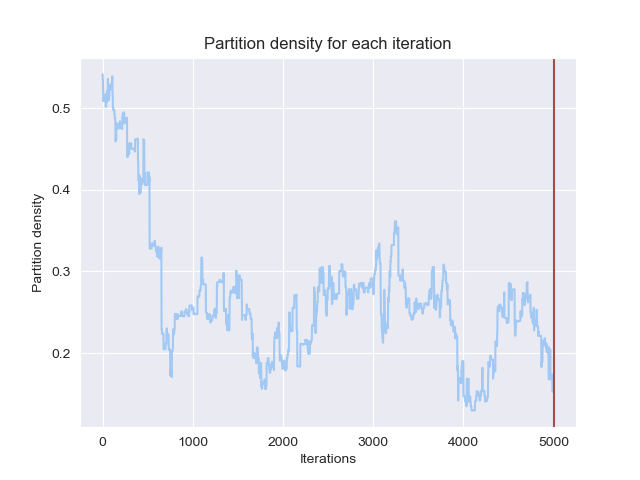 Partition density for each iteration
Partition density
0.5
0.4
0.3
0.2
0 1000 2000 3000 4000 5000
Iterations